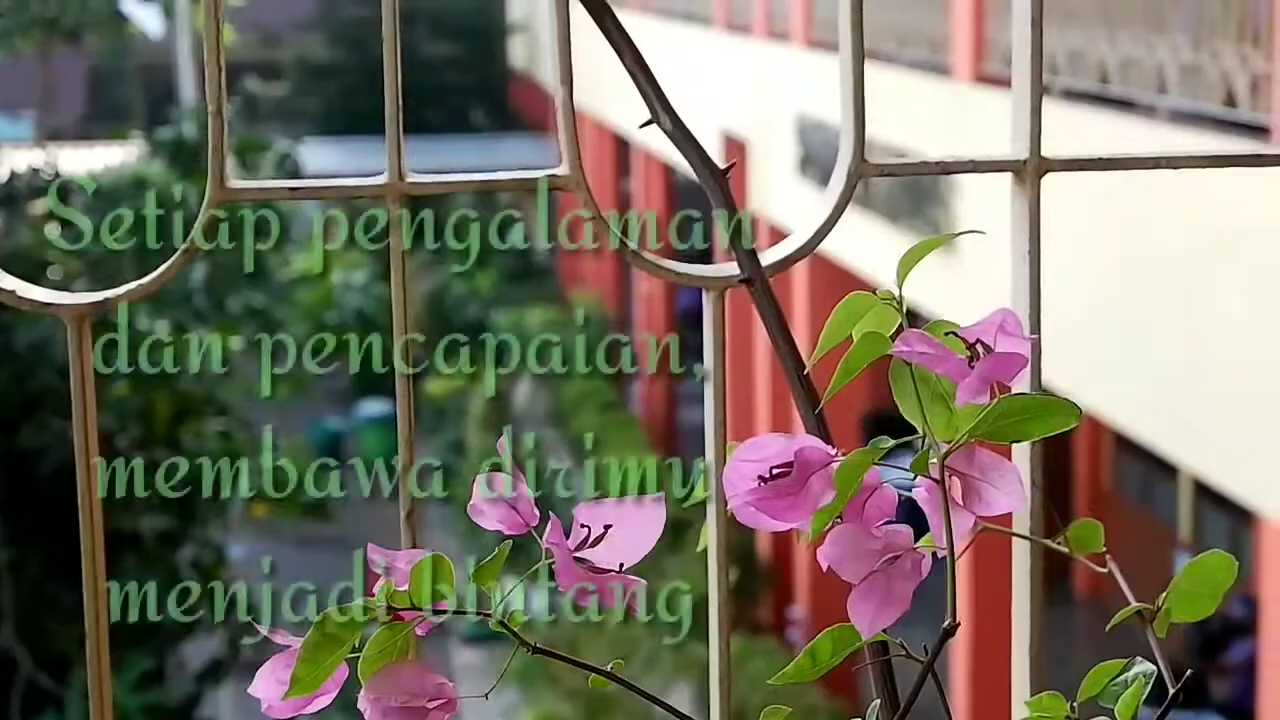 Setiap pengalaman
dan pencapaian,
membawa dirimu
menjadi bintang